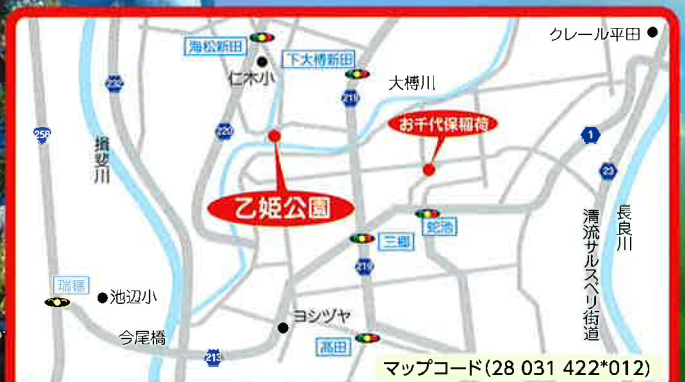 海松新田
クレール平田
仁木小
下大榑新田
232
219
大榑川
258
220
お千代保稲荷
1
揖斐川
23
乙姫公園
蛇池
三郷
清流サルスベリ街道
長良川
219
瑞穂
池辺小
ヨシヅヤ
今尾橋
高田
213
マップコード(28 031 422*012)